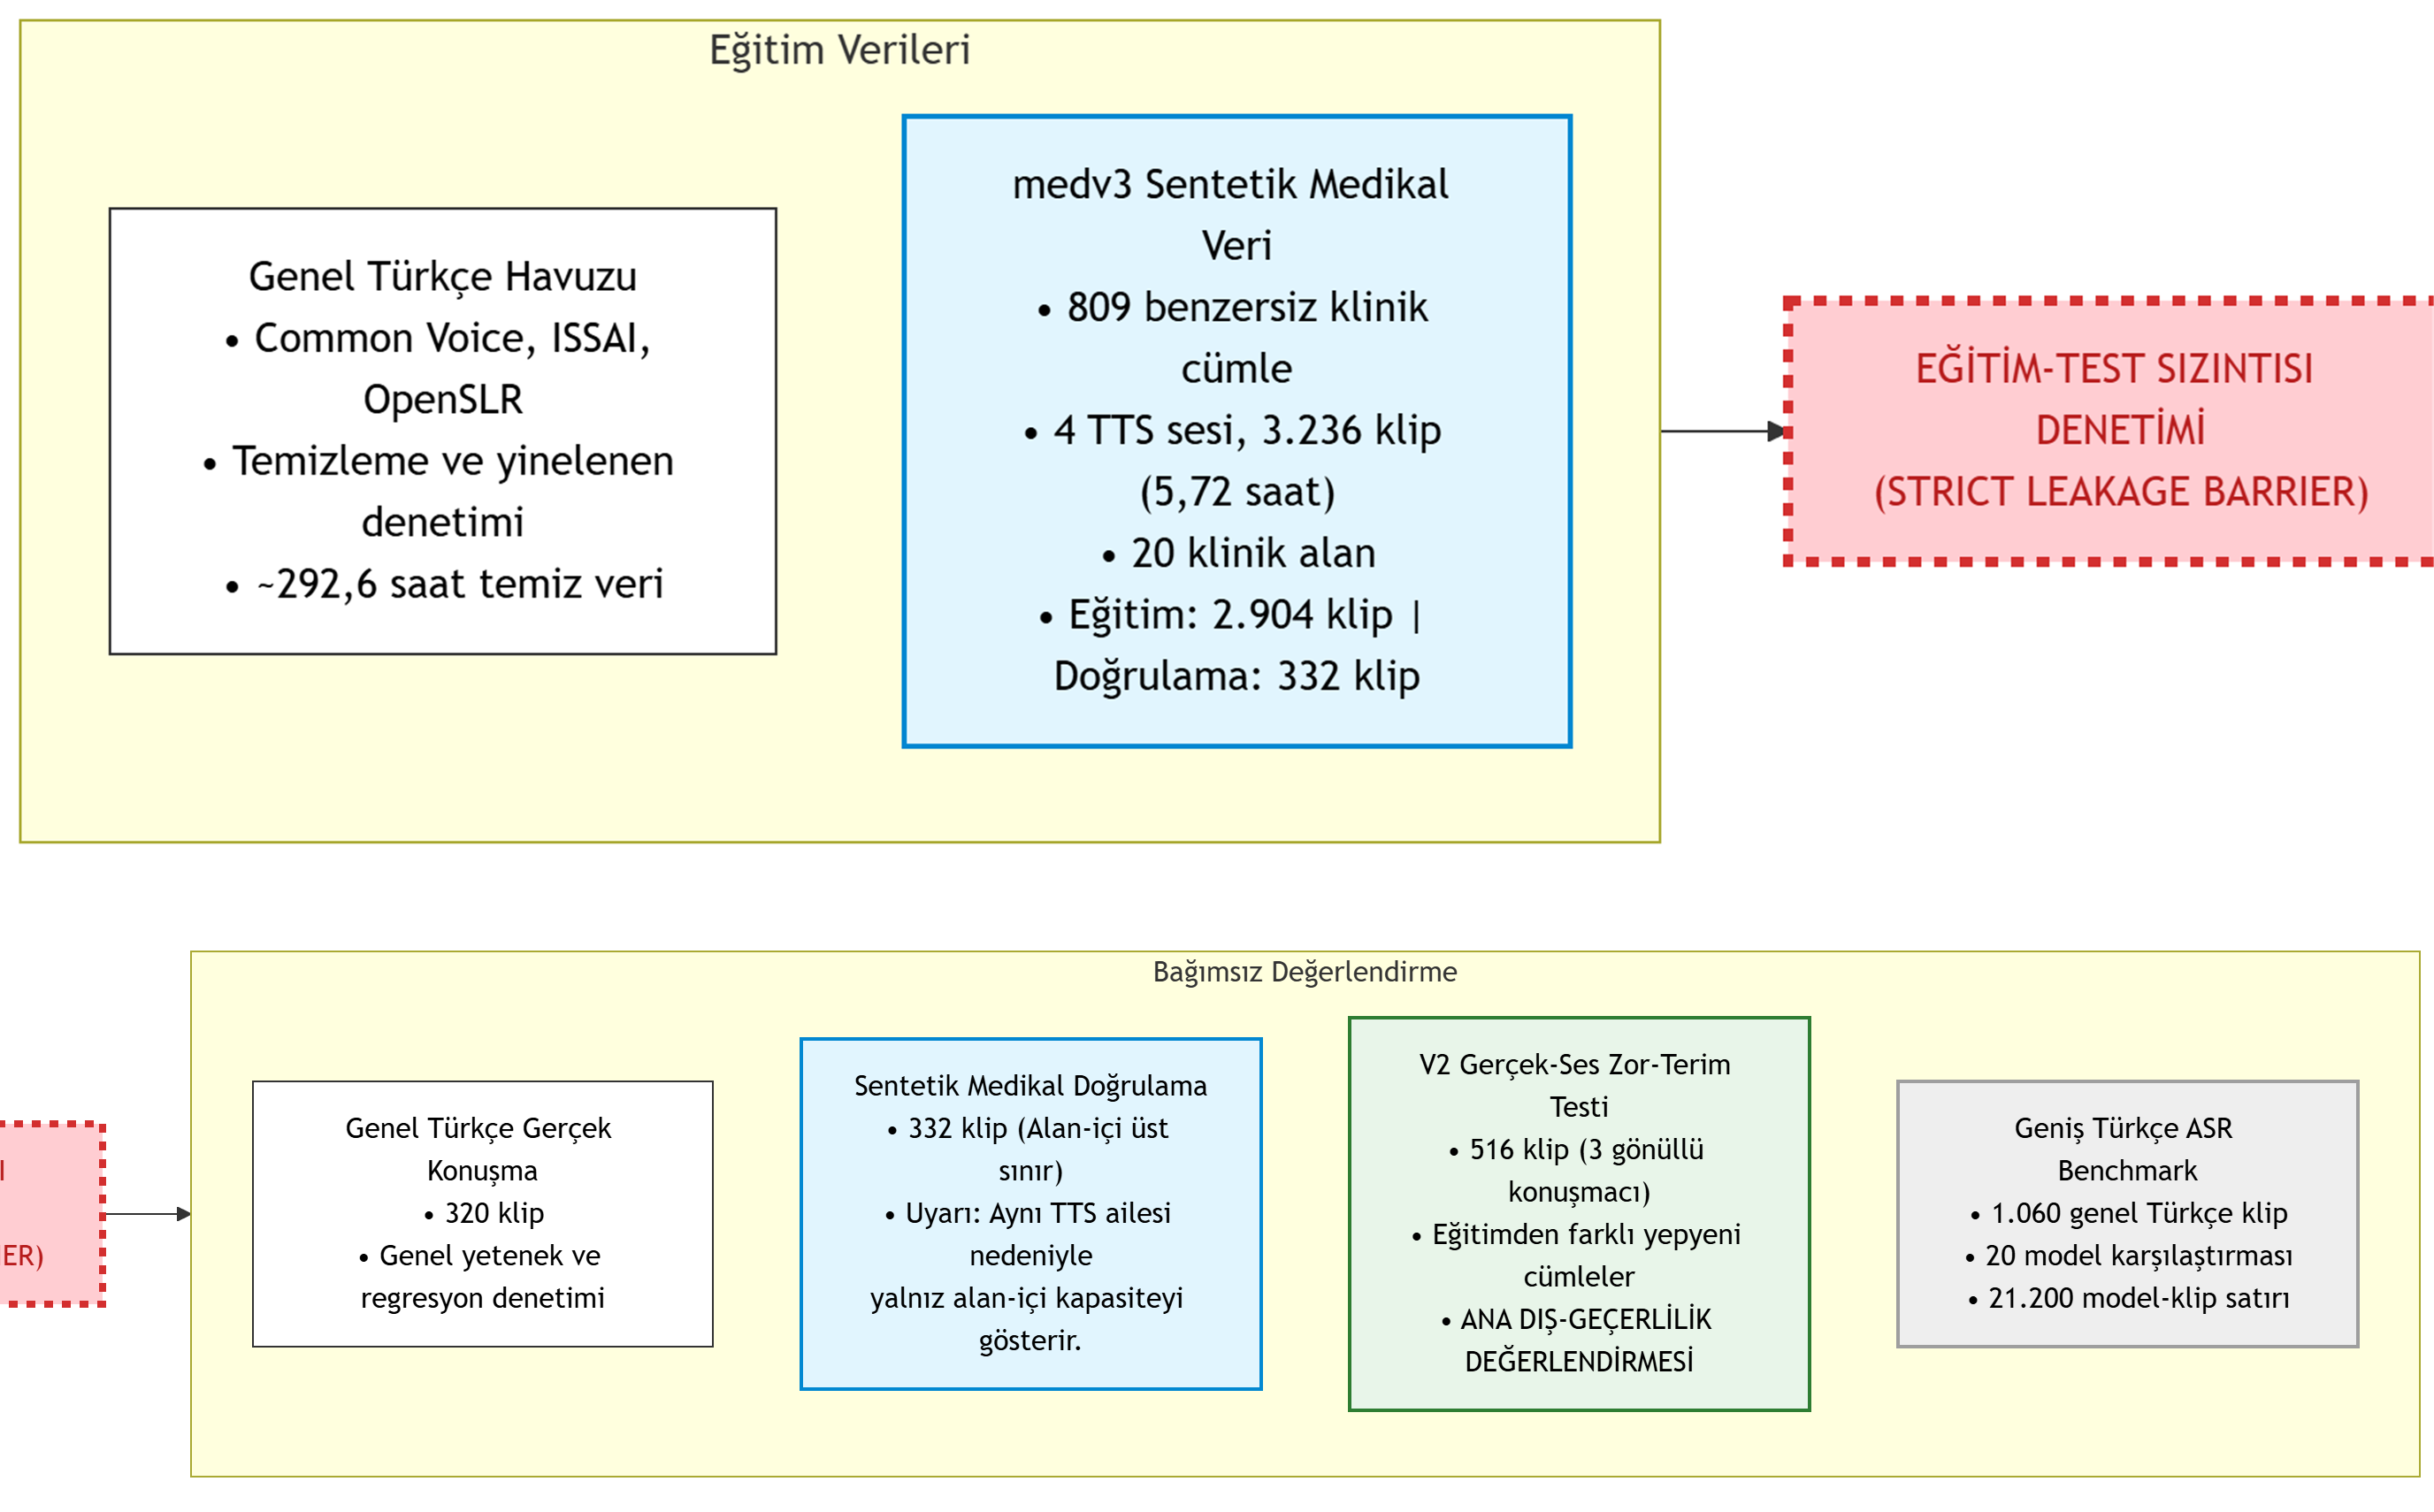 Eğitim Verileri
Genel Türkçe Havuzu
• Common Voice, ISSAI,
OpenSLR
• Temizleme ve yinelenen
denetimi
• ~292,6 saat temiz veri
medv3 Sentetik Medikal
Veri
• 809 benzersiz klinik
cümle
• 4 TTS sesi, 3.236 klip
(5,72 saat)
• 20 klinik alan
• Eğitim: 2.904 klip |
Doğrulama: 332 klip
EĞİTİM-TEST SIZINTISI
DENETİMİ
(STRICT LEAKAGE BARRIER)
I
IER)
Bağımsız Değerlendirme
Genel Türkçe Gerçek
Konuşma
• 320 klip
• Genel yetenek ve
regresyon denetimi
Sentetik Medikal Doğrulama
• 332 klip (Alan-içi üst
sınır)
• Uyarı: Aynı TTS ailesi
nedeniyle
yalnız alan-içi kapasiteyi
gösterir.
V2 Gerçek-Ses Zor-Terim
Testi
• 516 klip (3 gönüllü
konuşmacı)
• Eğitimden farklı yepyeni
cümleler
• ANA DIŞ-GEÇERLİLİK
DEĞERLENDİRMESİ
Geniş Türkçe ASR
Benchmark
• 1.060 genel Türkçe klip
• 20 model karşılaştırması
• 21.200 model-klip satırı